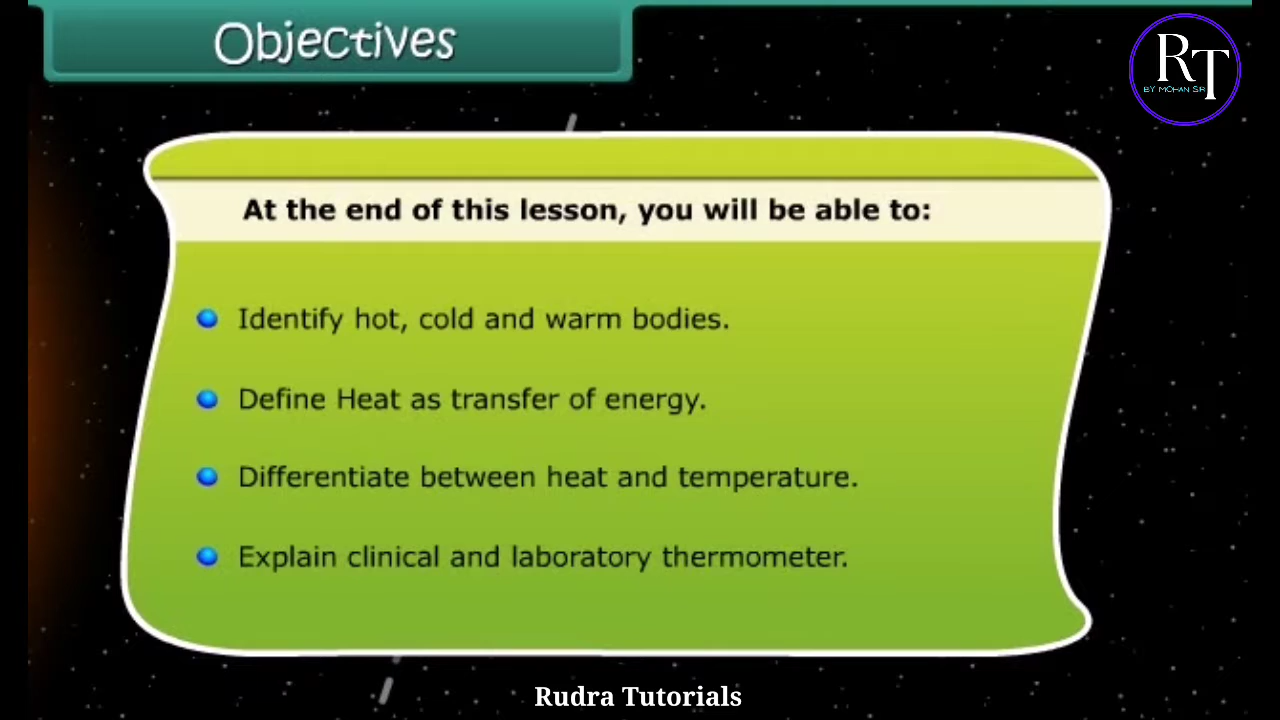 Objectives
RT
BY MOHAN SIR
At the end of this lesson, you will be able to:
Identify hot, cold and warm bodies.
Define Heat as transfer of energy.
Differentiate between heat and temperature.
Explain clinical and laboratory thermometer.
Rudra Tutorials